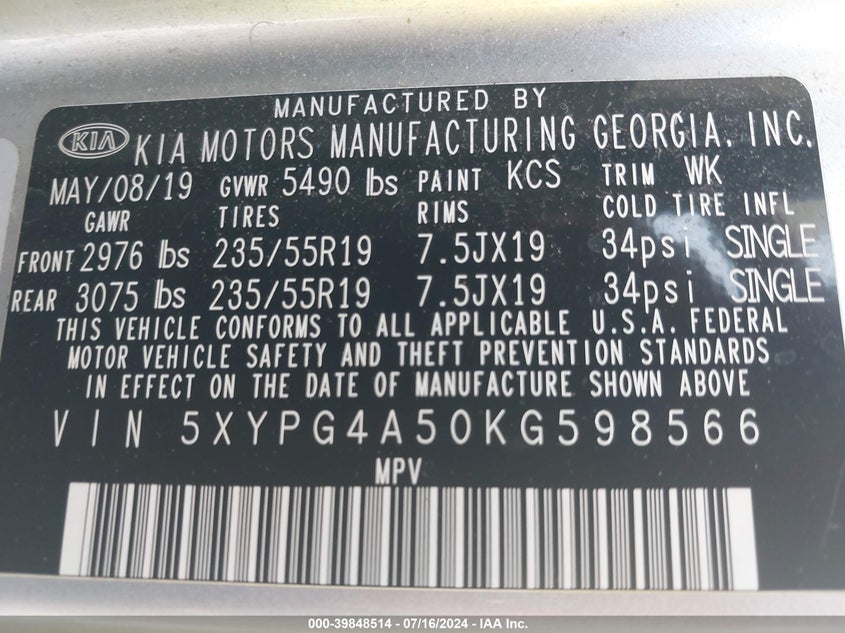 MANUFACTURED BY
KIA KIA MOTORS MANUFACTURING GEORGIA, INC.
MAY/08/19 GVWR 5490 lbs PAINT KCS TRIM WK
GAWR TIRES RIMS COLD TIRE INFL
FRONT 2976 lbs 235/55R19 7.5JX19 34psi SINGLE
REAR 3075 lbs 235/55R19 7.5JX19 34psi SINGLE
THIS VEHICLE CONFORMS TO ALL APPLICABLE U.S.A. FEDERAL
MOTOR VEHICLE SAFETY AND THEFT PREVENTION STANDARDS
IN EFFECT ON THE DATE OF MANUFACTURE SHOWN ABOVE
VIN 5XYPG4A50KG598566
MPV
000-39848514 - 07/16/2024 - IAA Inc.